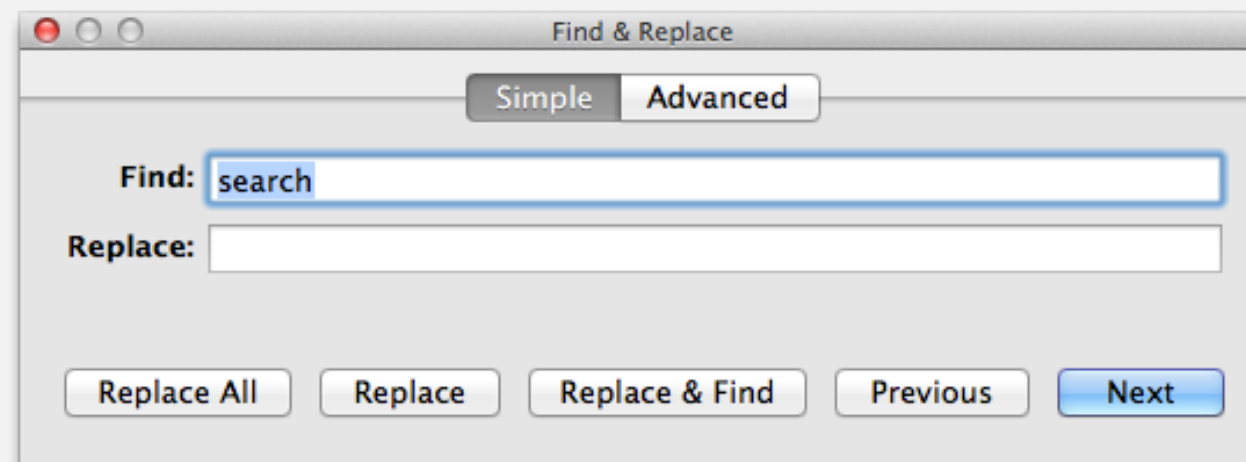 Find & Replace
Simple Advanced
Find: search
Replace:
Replace All Replace Replace & Find Previous Next